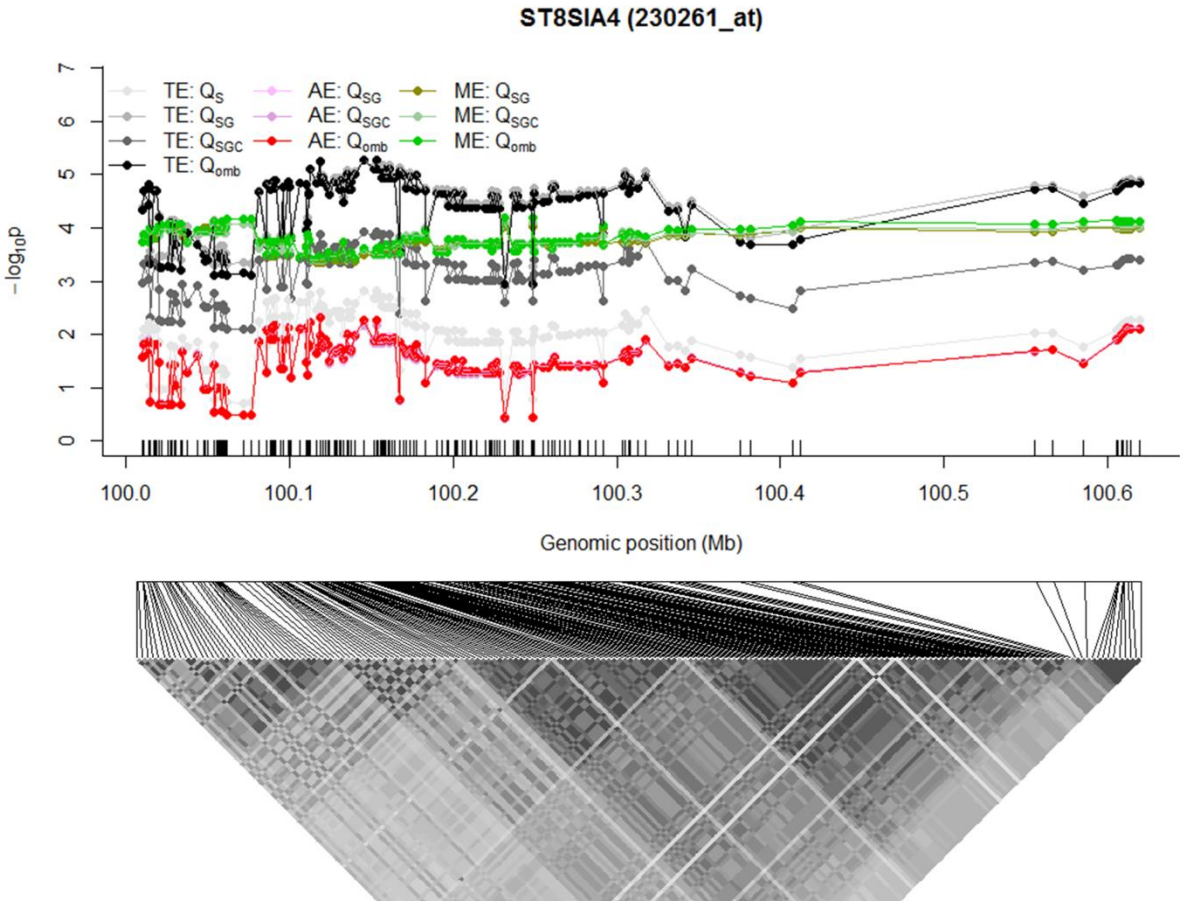 ST8SIA4 (230261_at)
7
6
5
4
3
2
1
0
−log10p
TE: QS AE: QSG ME: QSG
TE: QSG AE: QSGC ME: QSGC
TE: QSGC AE: Qomb ME: Qomb
TE: Qomb
100.0 100.1 100.2 100.3 100.4 100.5 100.6
Genomic position (Mb)